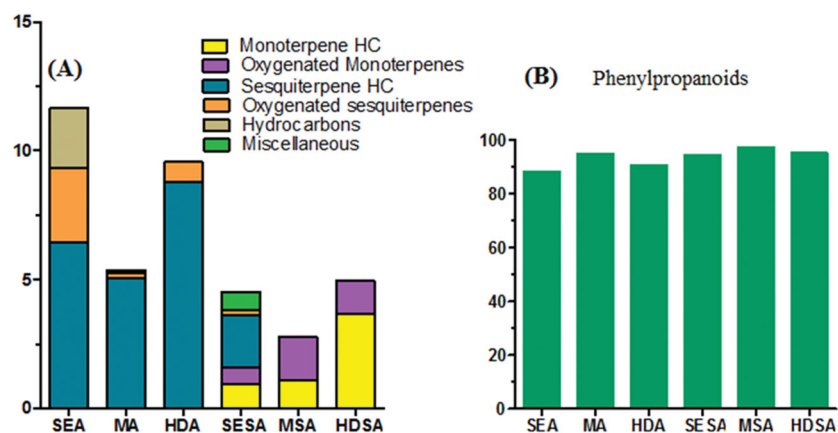 15
10
5
0
(A)
Monoterpene HC
Oxygenated Monoterpenes
Sesquiterpene HC
Oxygenated sesquiterpenes
Hydrocarbons
Miscellaneous
SEA MA HDA SESA MSA HDSA
(B) Phenylpropanoids
100
80
60
40
20
0
SEA MA HDA SESA MSA HDSA